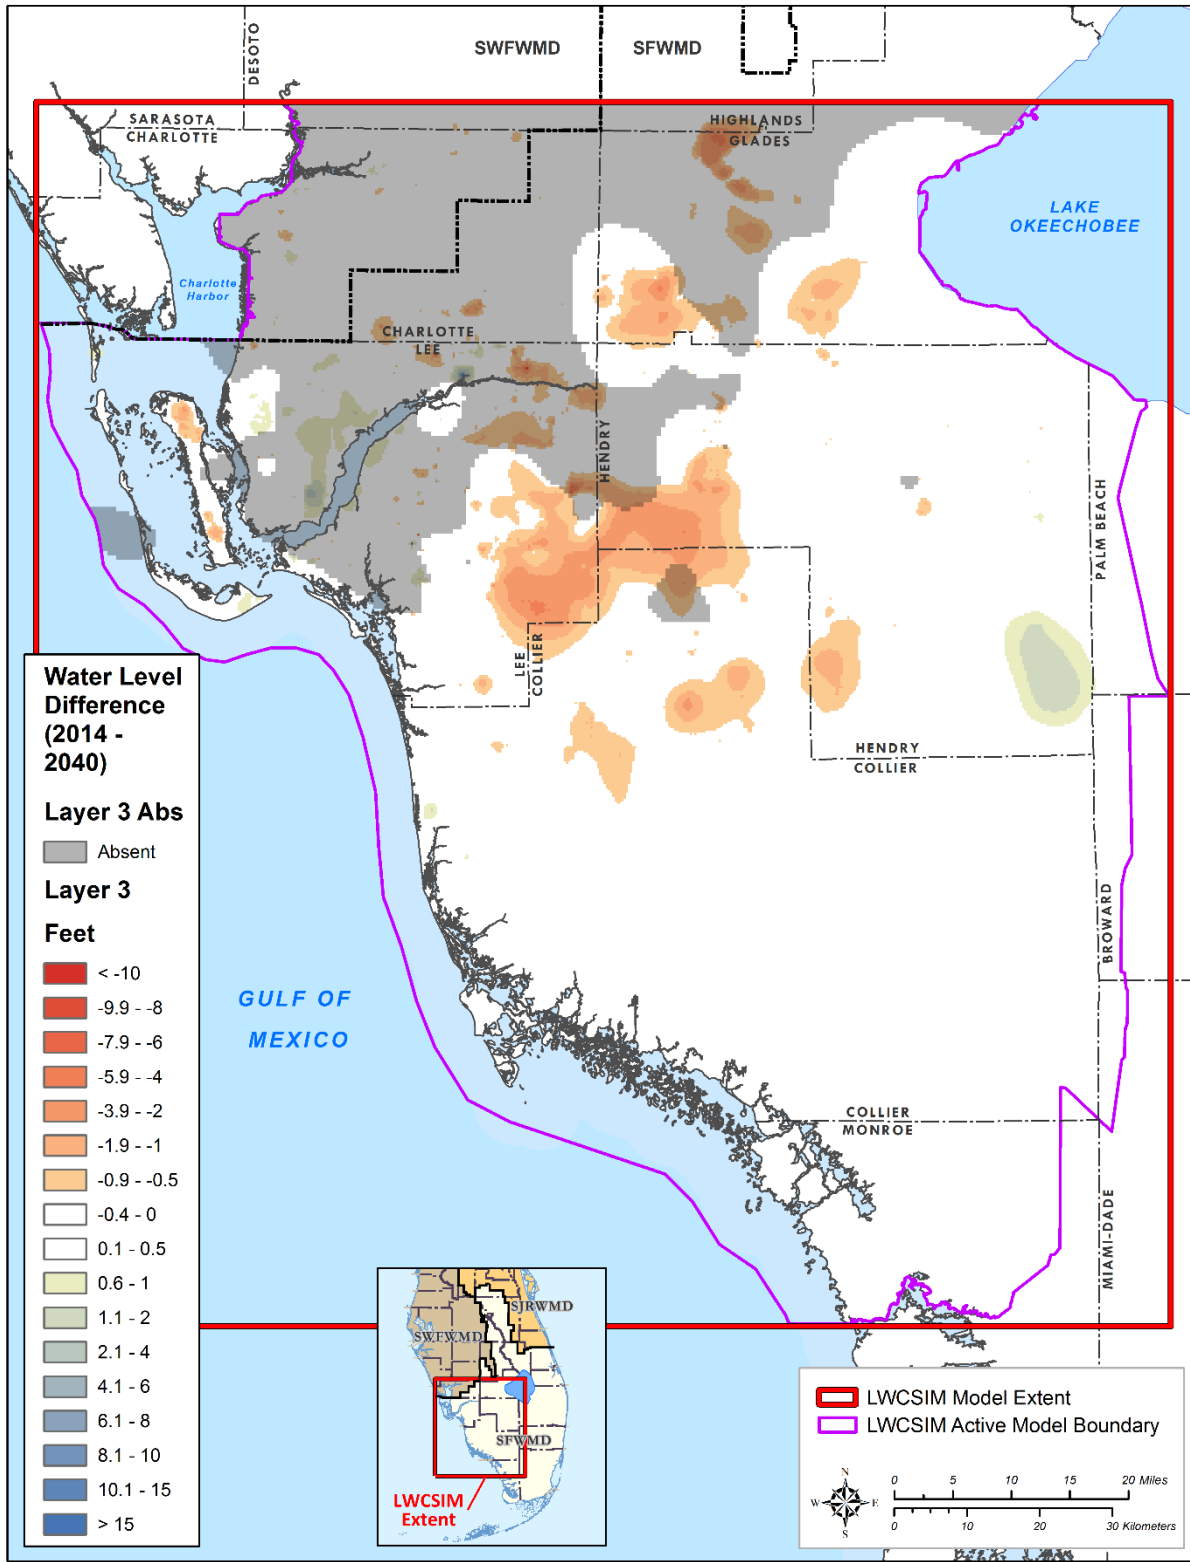 SWFWMD
SFWMD
DESOTO
SARASOTA
CHARLOTTE
HIGHLANDS
GLADES
LAKE
OKEECHOBEE
Charlotte
Harbor
CHARLOTTE
LEE
HENDRY
PALM BEACH
LEE
COLLIER
HENDRY
COLLIER
BROWARD
GULF OF
MEXICO
COLLIER
MONROE
MIAMI-DADE
Water Level
Difference
(2014 -
2040)
Layer 3 Abs
Absent
Layer 3
Feet
< -10
-9.9 - -8
-7.9 - -6
-5.9 - -4
-3.9 - -2
-1.9 - -1
-0.9 - -0.5
-0.4 - 0
0.1 - 0.5
0.6 - 1
1.1 - 2
2.1 - 4
4.1 - 6
6.1 - 8
8.1 - 10
10.1 - 15
> 15
SJRWMD
SWFWMD
SFWMD
LWCSIM
Extent
LWCSIM Model Extent
LWCSIM Active Model Boundary
N
W E
S
0 5 10 15 20 Miles
0 10 20 30 Kilometers